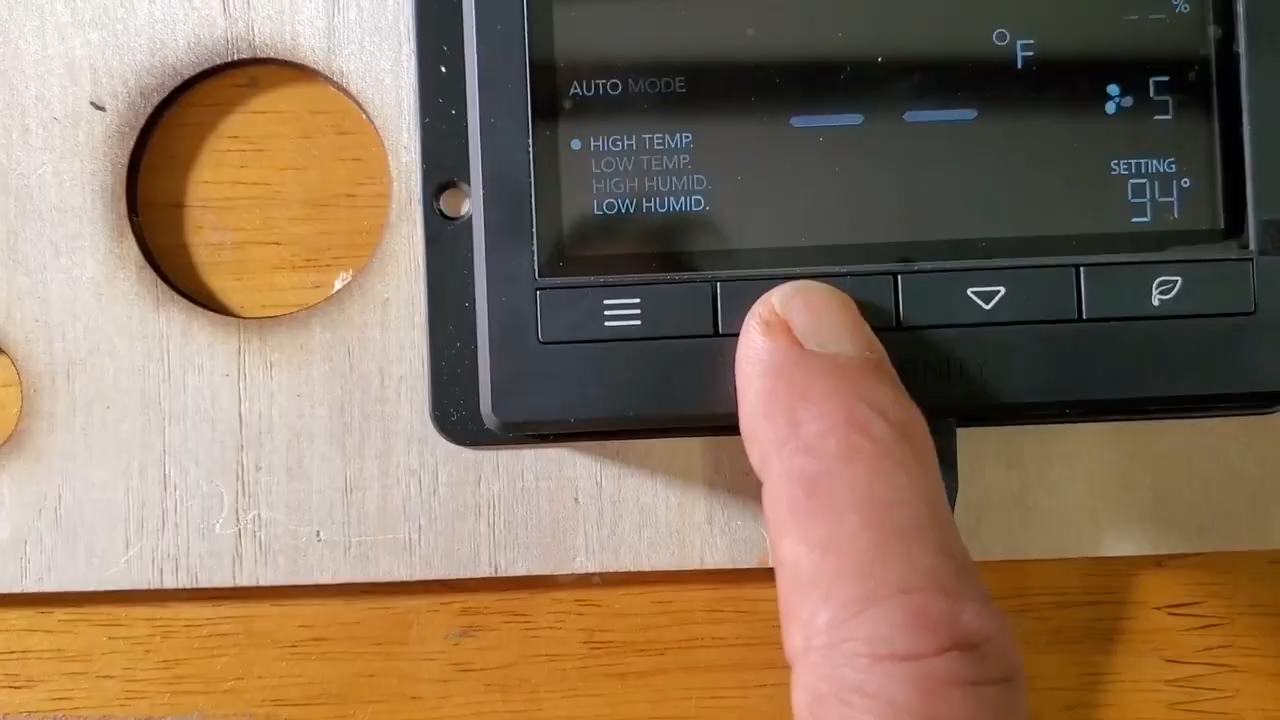 %
°F
AUTO MODE
5
HIGH TEMP.
LOW TEMP.
HIGH HUMID.
LOW HUMID.
SETTING
94°